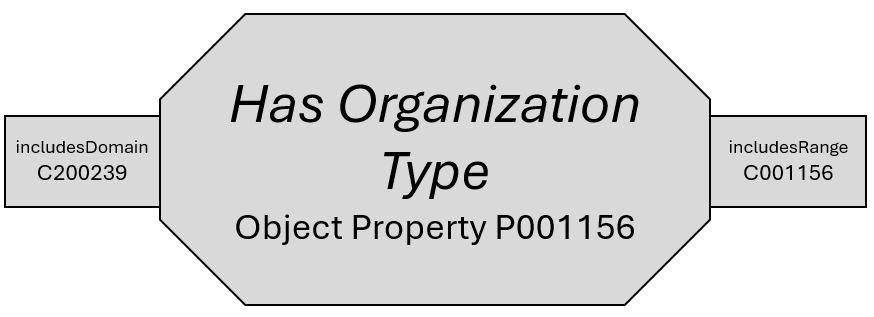 includesDomain
C200239
Has Organization
Type
Object Property P001156
includesRange
C001156